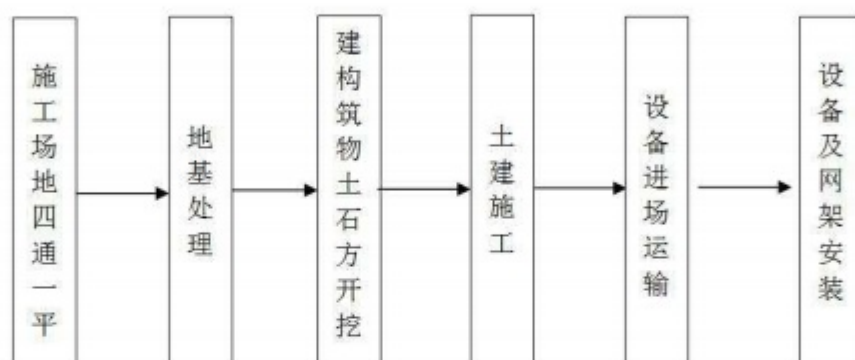 施工场地四通一平
地基处理
建构筑物土石方开挖
土建施工
设备进场运输
设备及网架安装